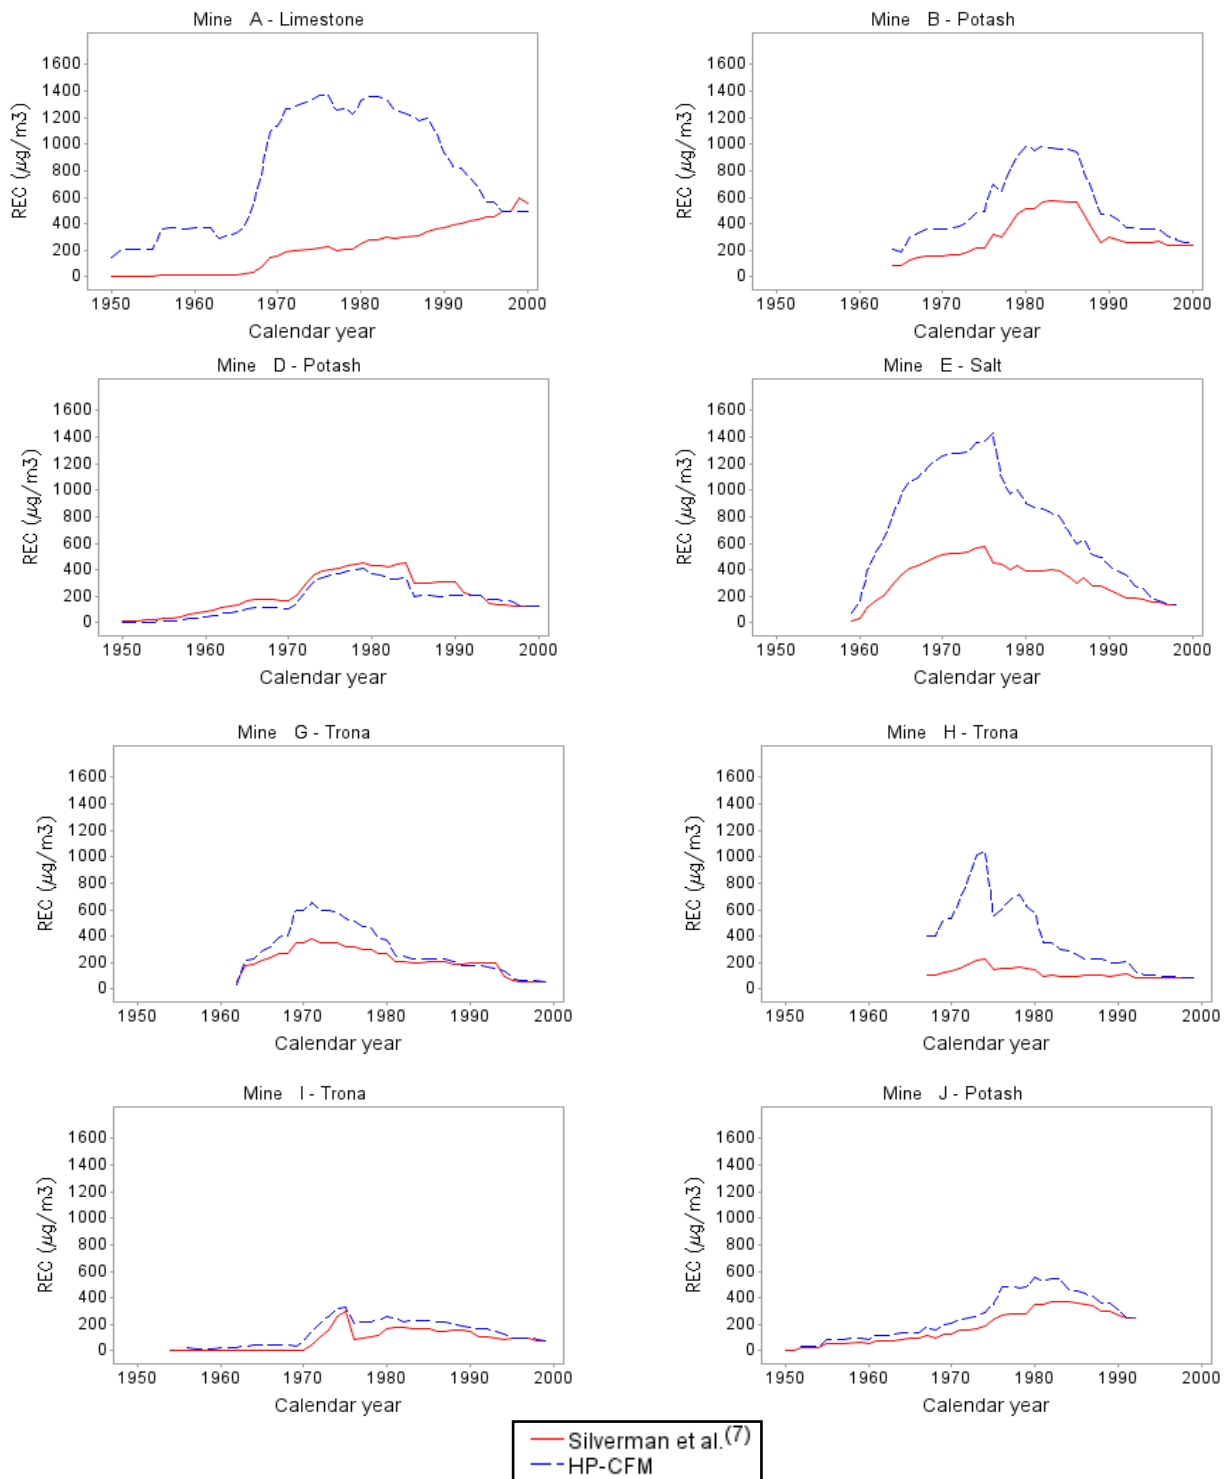 Mine A - Limestone
REC (μg/m3)
1600
1400
1200
1000
800
600
400
200
0
1950 1960 1970 1980 1990 2000
Calendar year
Mine B - Potash
REC (μg/m3)
1600
1400
1200
1000
800
600
400
200
0
1950 1960 1970 1980 1990 2000
Calendar year
Mine D - Potash
REC (μg/m3)
1600
1400
1200
1000
800
600
400
200
0
1950 1960 1970 1980 1990 2000
Calendar year
Mine E - Salt
REC (μg/m3)
1600
1400
1200
1000
800
600
400
200
0
1950 1960 1970 1980 1990 2000
Calendar year
Mine G - Trona
REC (μg/m3)
1600
1400
1200
1000
800
600
400
200
0
1950 1960 1970 1980 1990 2000
Calendar year
Mine H - Trona
REC (μg/m3)
1600
1400
1200
1000
800
600
400
200
0
1950 1960 1970 1980 1990 2000
Calendar year
Mine I - Trona
REC (μg/m3)
1600
1400
1200
1000
800
600
400
200
0
1950 1960 1970 1980 1990 2000
Calendar year
Mine J - Potash
REC (μg/m3)
1600
1400
1200
1000
800
600
400
200
0
1950 1960 1970 1980 1990 2000
Calendar year
Silverman et al.(7)
HP-CFM